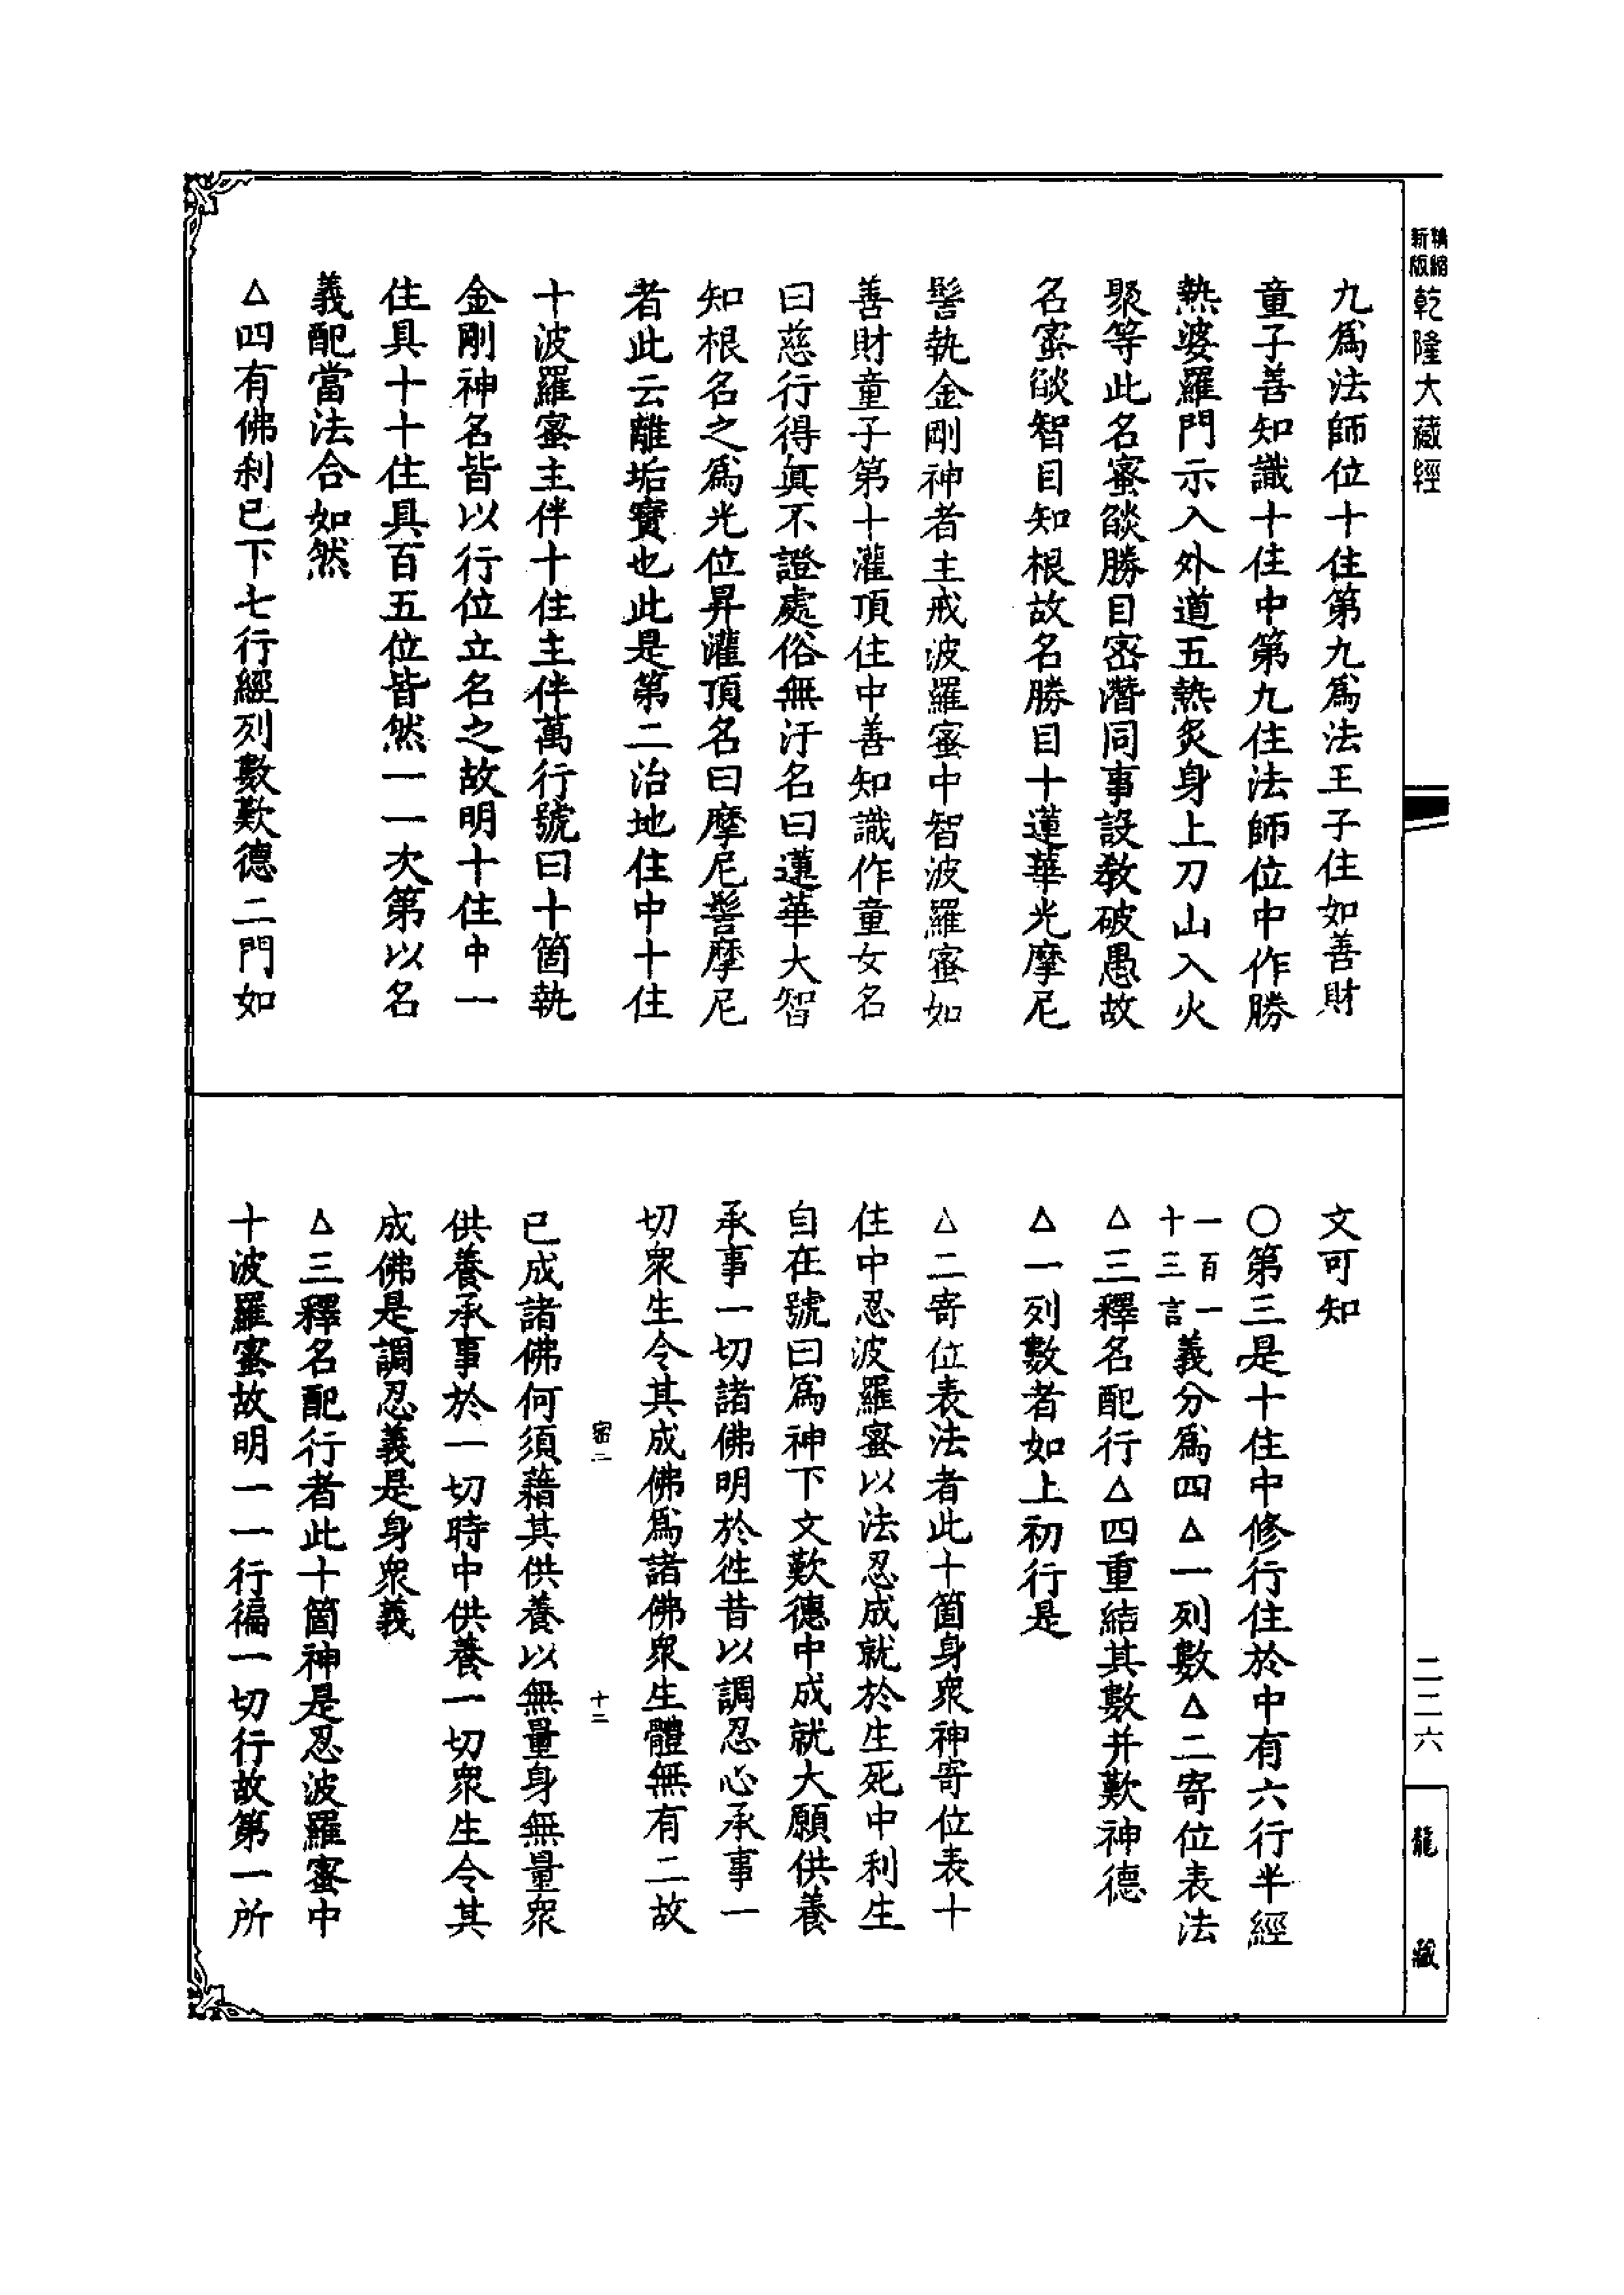 新版精縮
乾隆大藏經
九為法師位十住第九為法王子住如善財
童子善知識十住中第九住法師位中作勝
熱婆羅門示入外道五熱炙身上刀山入火
聚等此名蜜𦦨勝目密潛同事設教破愚故
名蜜𦦨智目知根故名勝目十蓮華光摩尼
髻執金剛神者主戒波羅蜜中智波羅蜜如
善財童子第十灌頂住中善知識作童女名
曰慈行得真不證處俗無汙名曰蓮華大智
知根名之為光位昇灌頂名曰摩尼髻摩尼
者此云離垢寶也此是第二治地住中十住
十波羅蜜主伴十住主伴萬行號曰十箇執
金剛神名皆以行位立名之故明十住中一
住具十十住具百五位皆然一一次第以名
義配當法合如然
△四有佛剎已下七行經列數歎德二門如
文可知
○第三是十住中修行住於中有六行半經
一百一十三言義分為四△一列數△二寄位表法
△三釋名配行△四重結其數并歎神德
△一列數者如上初行是
△二寄位表法者此十箇身衆神寄位表十
住中忍波羅蜜以法忍成就於生死中利生
自在號曰為神下文歎德中成就大願供養
承事一切諸佛明於往昔以調忍心承事一
切衆生令其成佛為諸佛衆生體無有二故
密二
十二
已成諸佛何須藉其供養以無量身無量衆
供養承事於一切時中供養一切衆生令其
成佛是調忍義是身衆義
△三釋名配行者此十箇神是忍波羅蜜中
十波羅蜜故明一一行徧一切行故第一所
二二六
龍藏